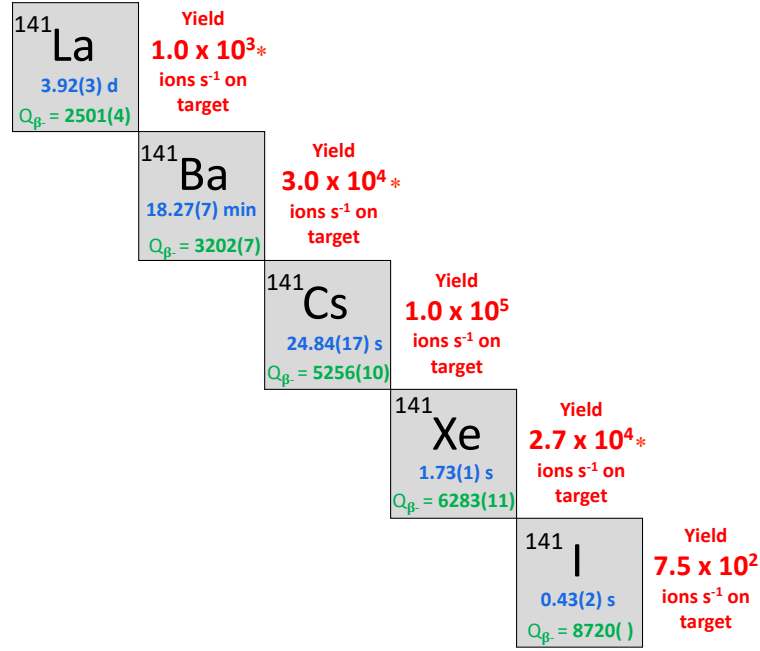 141La
3.92(3) d
Qβ- = 2501(4)
Yield
1.0 x 10³*
ions s⁻¹ on
target
141Ba
18.27(7) min
Qβ- = 3202(7)
Yield
3.0 x 10⁴*
ions s⁻¹ on
target
141Cs
24.84(17) s
Qβ- = 5256(10)
Yield
1.0 x 10⁵
ions s⁻¹ on
target
141Xe
1.73(1) s
Qβ- = 6283(11)
Yield
2.7 x 10⁴*
ions s⁻¹ on
target
141I
0.43(2) s
Qβ- = 8720( )
Yield
7.5 x 10²
ions s⁻¹ on
target